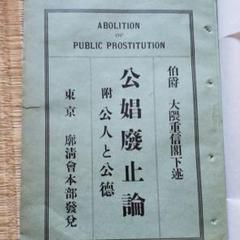 ABOLITION
OF
PUBLIC PROSTITUTION
伯爵 大隈重信閣下述
公娼廢止論
附 公人と公德
東京 廓淸會本部發兌